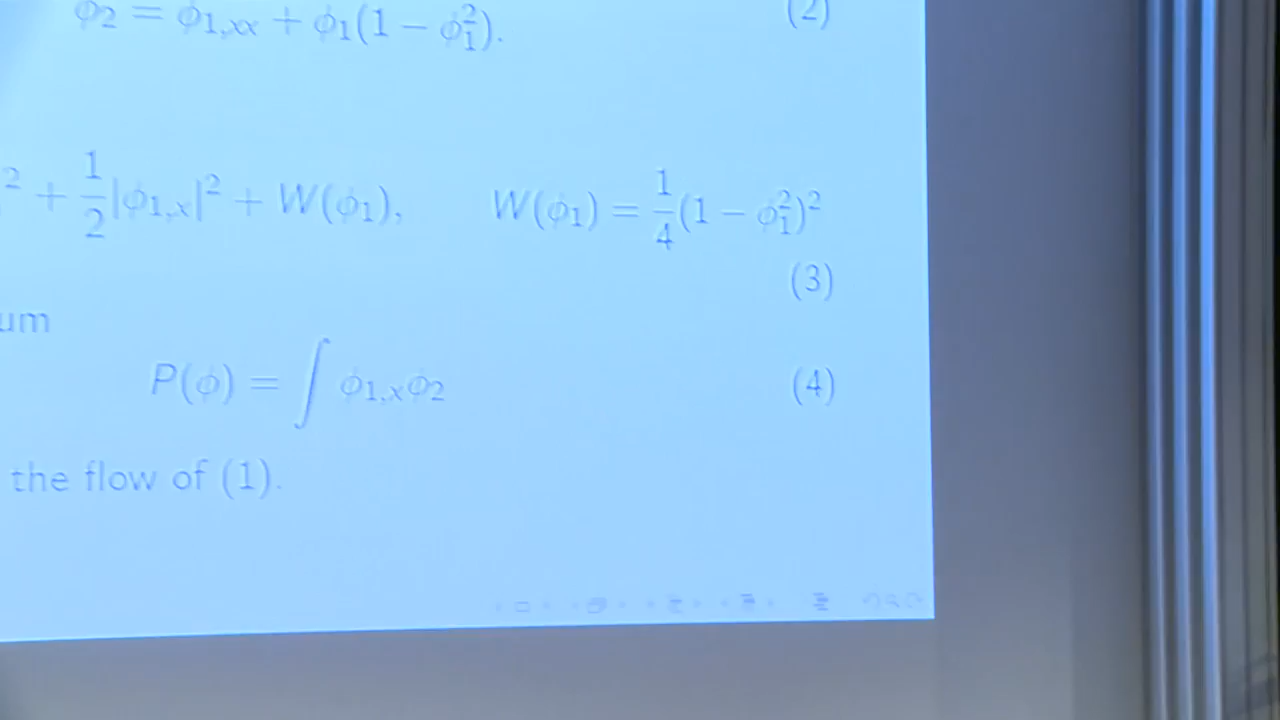 ϕ₂ = ϕ₁,ₓₓ + ϕ₁(1 − ϕ₁²). (2)
² + 1/2|ϕ₁,ₓ|² + W(ϕ₁), W(ϕ₁) = 1/4(1 − ϕ₁²)²
(3)
um
P(ϕ) = ∫ ϕ₁,ₓϕ₂ (4)
the flow of (1).